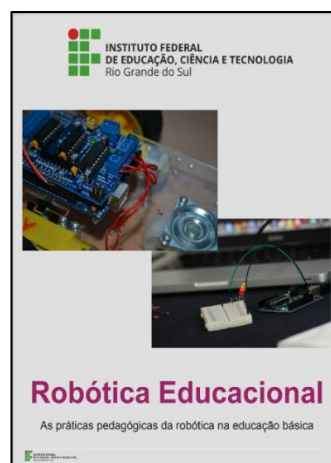 INSTITUTO FEDERAL
DE EDUCAÇÃO, CIÊNCIA E TECNOLOGIA
Rio Grande do Sul
Robótica Educacional
As práticas pedagógicas da robótica na educação básica